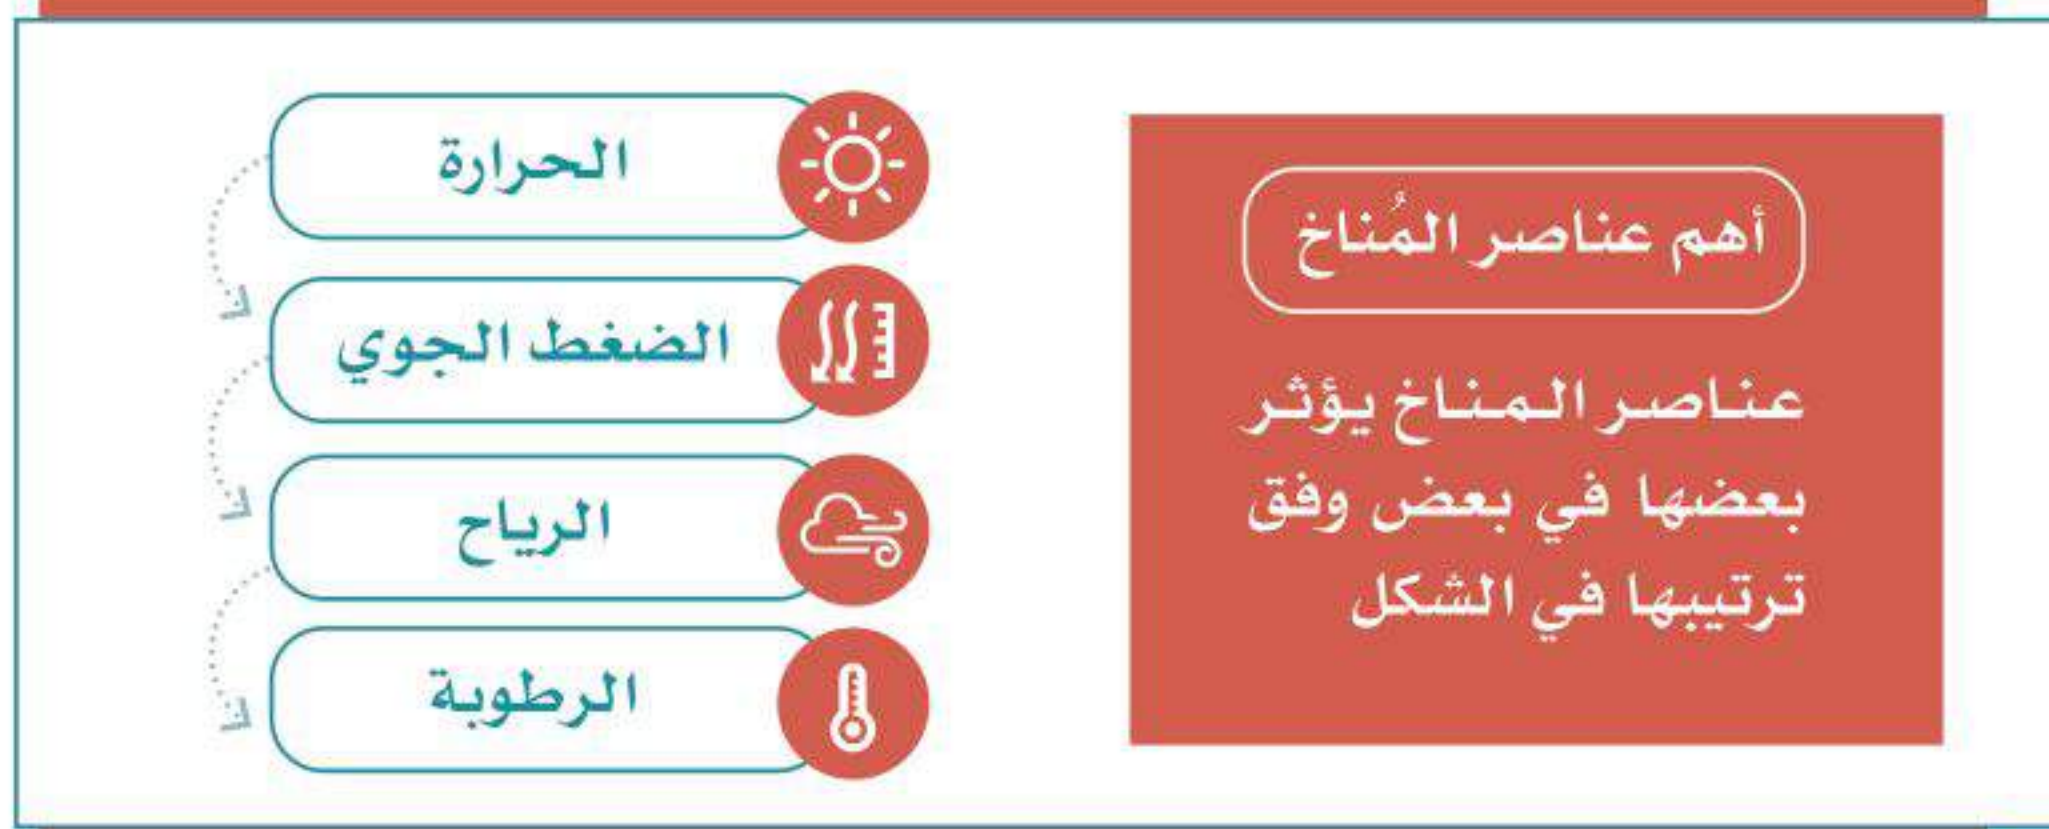 أهم عناصر المُناخ
عناصر المناخ يؤثر
بعضها في بعض وفق
ترتيبها في الشكل
الحرارة
الضغط الجوي
الرياح
الرطوبة